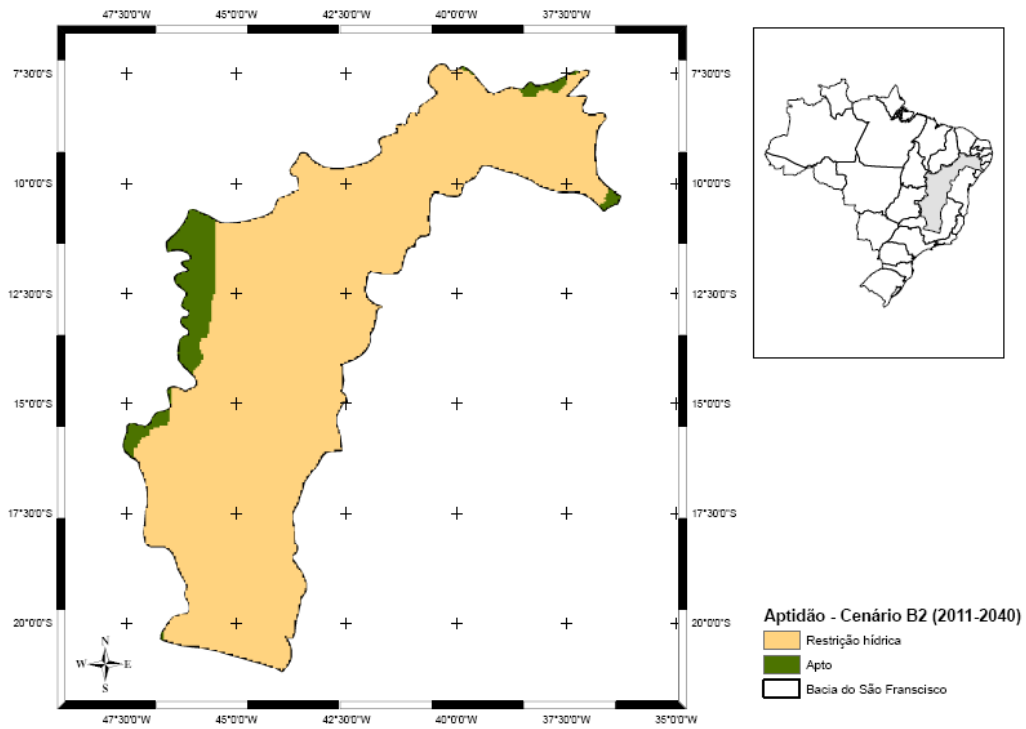 47°30'0"W 45°0'0"W 42°30'0"W 40°0'0"W 37°30'0"W
7°30'0"S 7°30'0"S
10°0'0"S 10°0'0"S
12°30'0"S 12°30'0"S
15°0'0"S 15°0'0"S
17°30'0"S 17°30'0"S
20°0'0"S 20°0'0"S
N
W E
S
47°30'0"W 45°0'0"W 42°30'0"W 40°0'0"W 37°30'0"W 35°0'0"W
Aptidão - Cenário B2 (2011-2040)
Restrição hídrica
Apto
Bacia do São Franscisco